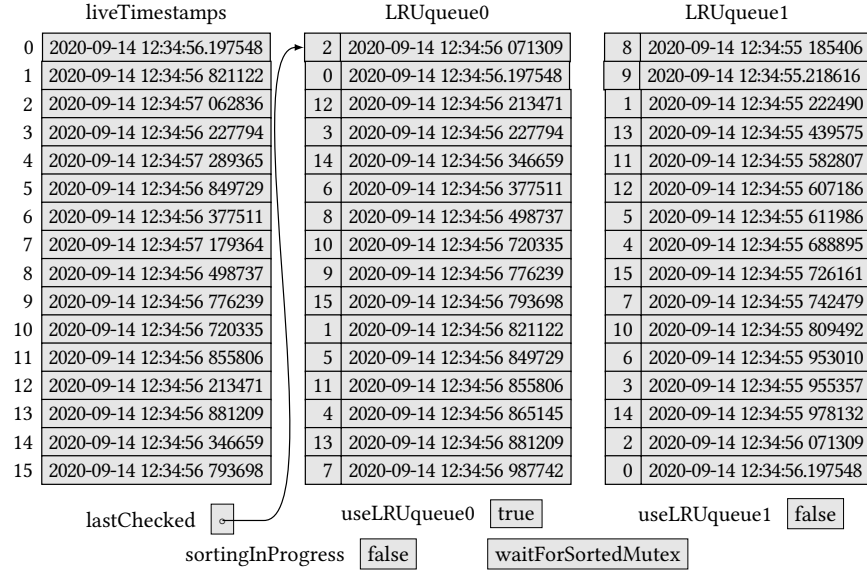 liveTimestamps LRUqueue0 LRUqueue1
0 2020-09-14 12:34:56.197548 2 2020-09-14 12:34:56 071309 8 2020-09-14 12:34:55 185406
1 2020-09-14 12:34:56 821122 0 2020-09-14 12:34:56.197548 9 2020-09-14 12:34:55.218616
2 2020-09-14 12:34:57 062836 12 2020-09-14 12:34:56 213471 1 2020-09-14 12:34:55 222490
3 2020-09-14 12:34:56 227794 3 2020-09-14 12:34:56 227794 13 2020-09-14 12:34:55 439575
4 2020-09-14 12:34:57 289365 14 2020-09-14 12:34:56 346659 11 2020-09-14 12:34:55 582807
5 2020-09-14 12:34:56 849729 6 2020-09-14 12:34:56 377511 12 2020-09-14 12:34:55 607186
6 2020-09-14 12:34:56 377511 8 2020-09-14 12:34:56 498737 5 2020-09-14 12:34:55 611986
7 2020-09-14 12:34:57 179364 10 2020-09-14 12:34:56 720335 4 2020-09-14 12:34:55 688895
8 2020-09-14 12:34:56 498737 9 2020-09-14 12:34:56 776239 15 2020-09-14 12:34:55 726161
9 2020-09-14 12:34:56 776239 15 2020-09-14 12:34:56 793698 7 2020-09-14 12:34:55 742479
10 2020-09-14 12:34:56 720335 1 2020-09-14 12:34:56 821122 10 2020-09-14 12:34:55 809492
11 2020-09-14 12:34:56 855806 5 2020-09-14 12:34:56 849729 6 2020-09-14 12:34:55 953010
12 2020-09-14 12:34:56 213471 11 2020-09-14 12:34:56 855806 3 2020-09-14 12:34:55 955357
13 2020-09-14 12:34:56 881209 4 2020-09-14 12:34:56 865145 14 2020-09-14 12:34:55 978132
14 2020-09-14 12:34:56 346659 13 2020-09-14 12:34:56 881209 2 2020-09-14 12:34:56 071309
15 2020-09-14 12:34:56 793698 7 2020-09-14 12:34:56 987742 0 2020-09-14 12:34:56.197548
lastChecked useLRUqueue0 true useLRUqueue1 false
sortingInProgress false waitForSortedMutex